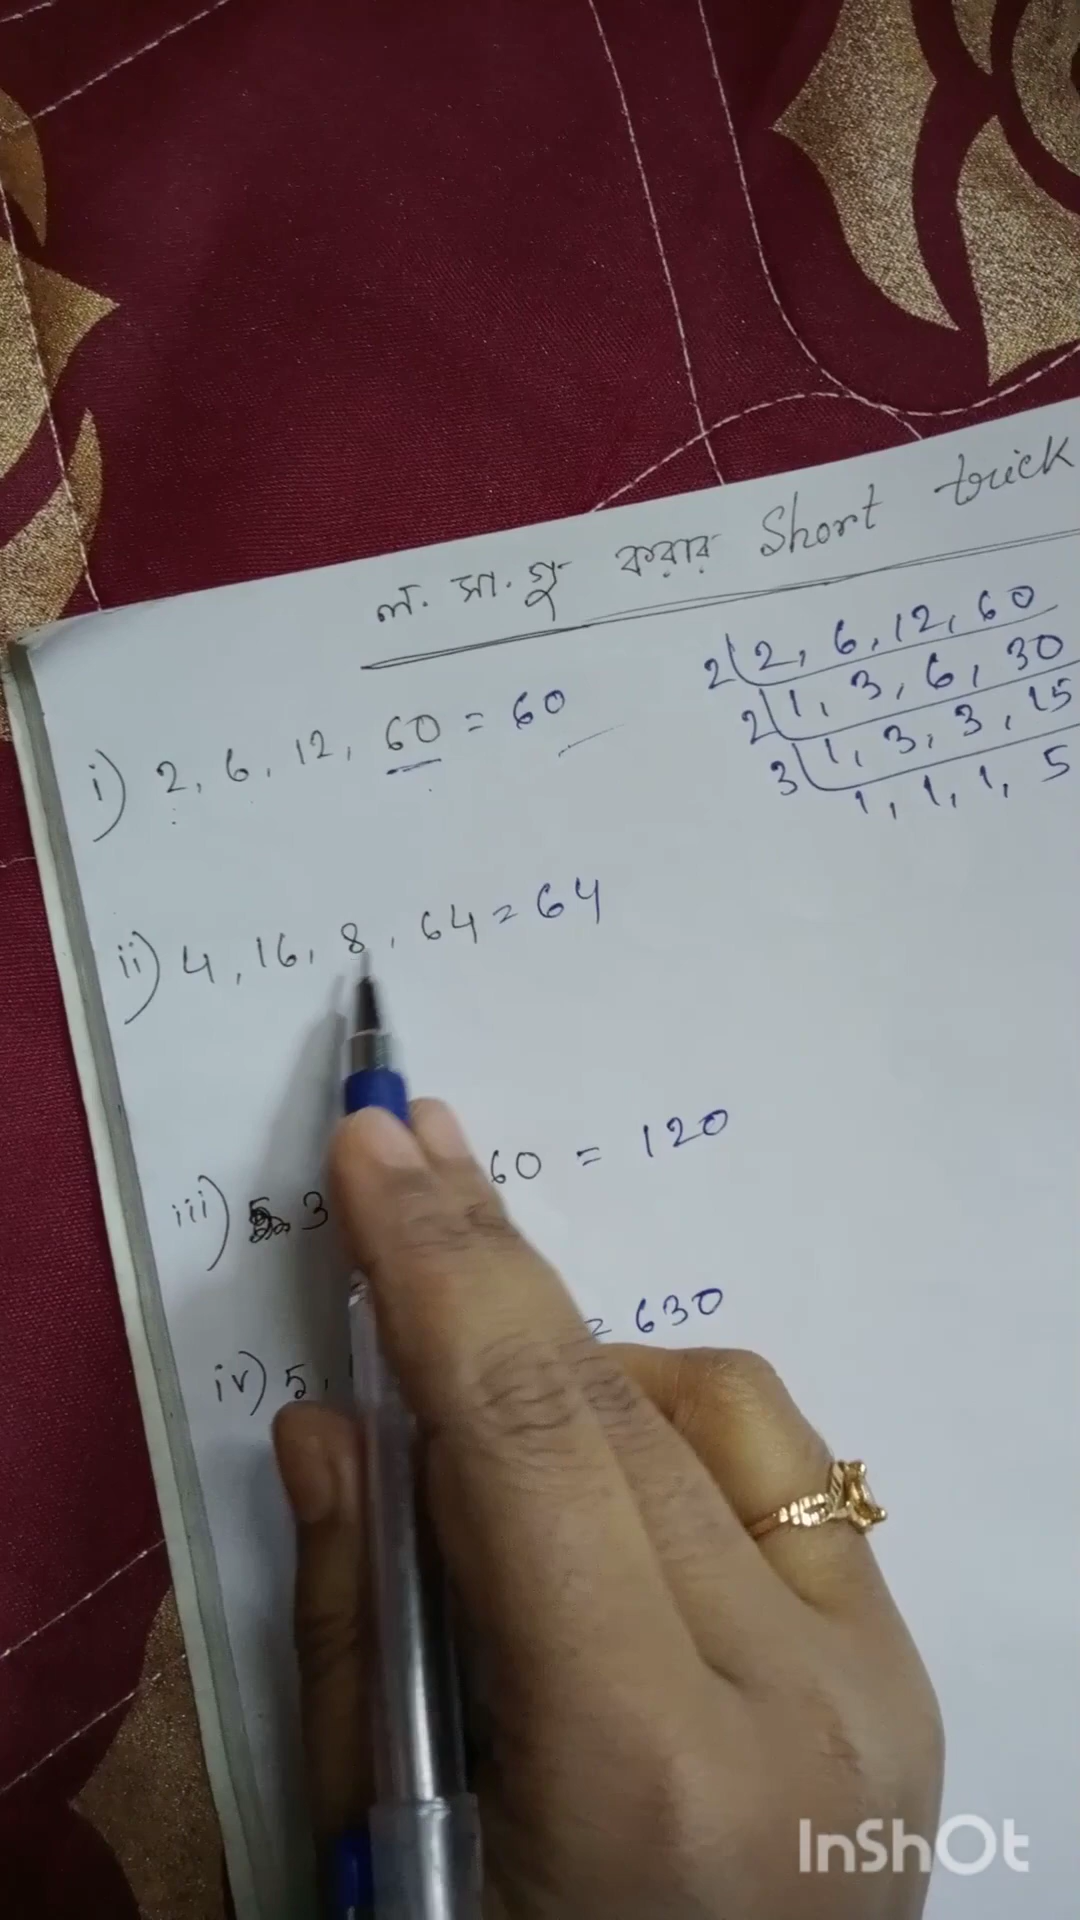 ল. সা. গু করার Short trick
i) 2, 6, 12, 60 = 60
2 2, 6, 12, 60
2 1, 3, 6, 30
3 1, 3, 3, 15
1, 1, 1, 5
ii) 4, 16, 8, 64 = 64
iii) 3 60 = 120
iv) 5, = 630
InShOt